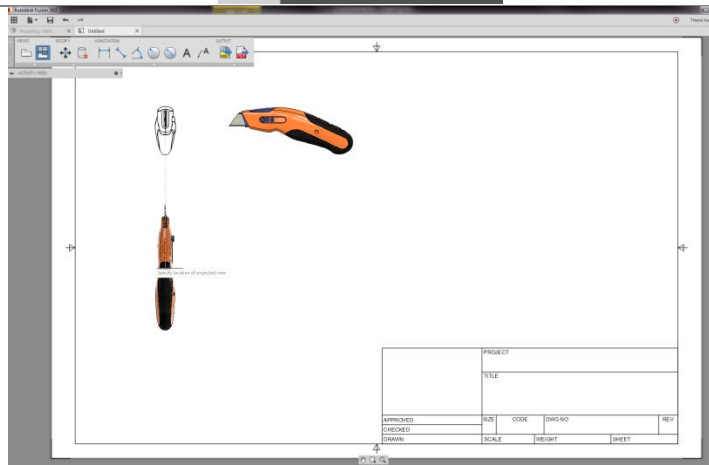 Autodesk Fusion 360
Untitled
VIEWS
MODIFY
ANNOTATION
OUTPUT
A
A
ACTIVITY TREE
Specify location of projected view
PROJECT
TITLE
APPROVED
SIZE
CODE
DWG NO
REV
CHECKED
DRAWN
SCALE
WEIGHT
SHEET